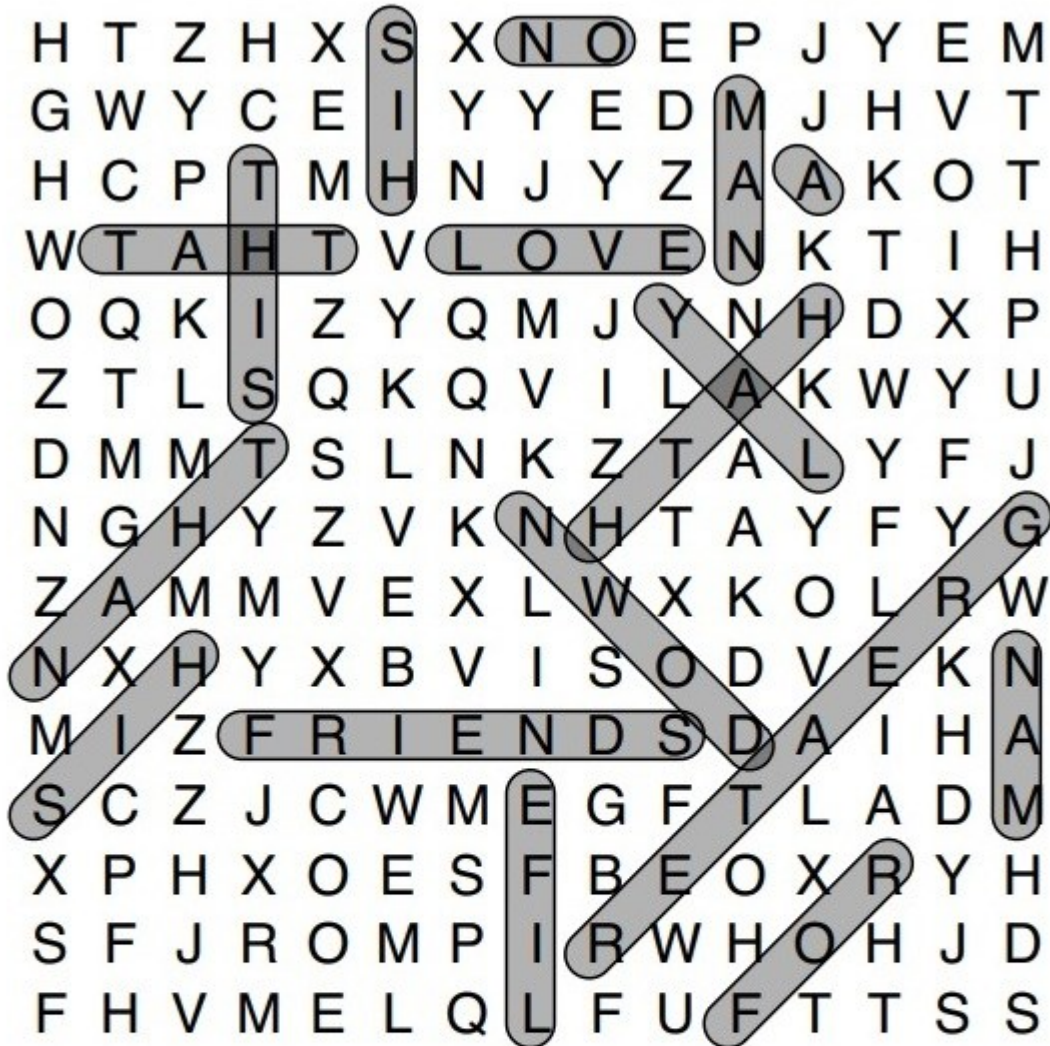 H T Z H X S X N O E P J Y E M
G W Y C E I Y Y E D M J H V T
H C P T M H N J Y Z A A K O T
W T A H T V L O V E N K T I H
O Q K I Z Y Q M J Y N H D X P
Z T L S Q K Q V I L A K W Y U
D M M T S L N K Z T A L Y F J
N G H Y Z V K N H T A Y F Y G
Z A M M V E X L W X K O L R W
N X H Y X B V I S O D V E K N
M I Z F R I E N D S D A I H A
S C Z J C W M E G F T L A D M
X P H X O E S F B E O X R Y H
S F J R O M P I R W H O H J D
F H V M E L Q L F U F T T S S